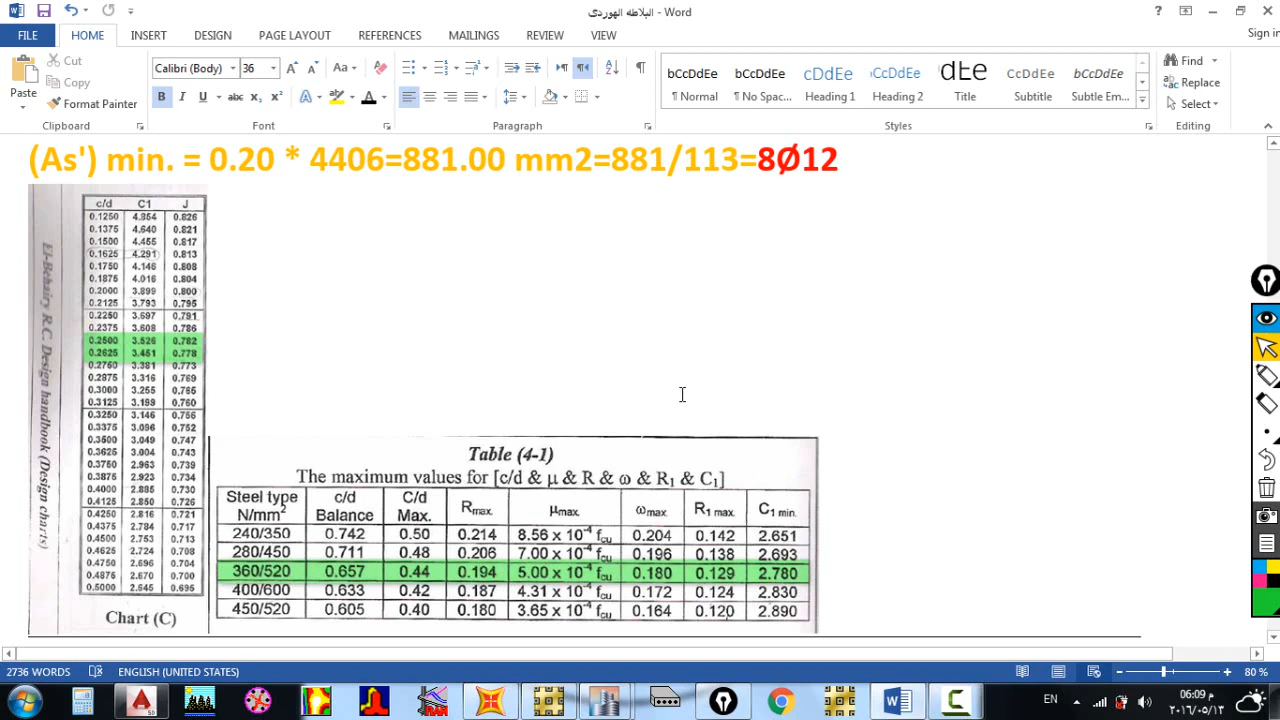 البلاطه الهوردى - Word
Sign in
FILE HOME INSERT DESIGN PAGE LAYOUT REFERENCES MAILINGS REVIEW VIEW
Paste
Cut
Copy
Format Painter
Clipboard
Calibri (Body) 36
Font
Paragraph
bCcDdEe bCcDdEe cDdEe cCcDdEe dEe CcCcDdE bCcDdEe
¶ Normal ¶ No Spac... Heading 1 Heading 2 Title Subtitle Subtle Em...
Styles
Find
Replace
Select
Editing
(As') min. = 0.20 * 4406=881.00 mm2=881/113=8Ø12
El-Behairy R.C. Design handbook (Design charts)
c/d C1 J
0.1250 4.854 0.826
0.1375 4.640 0.821
0.1500 4.455 0.817
0.1625 4.291 0.813
0.1750 4.146 0.808
0.1875 4.016 0.804
0.2000 3.899 0.800
0.2125 3.793 0.795
0.2250 3.697 0.791
0.2375 3.608 0.786
0.2500 3.526 0.782
0.2625 3.451 0.778
0.2750 3.381 0.773
0.2875 3.316 0.769
0.3000 3.255 0.765
0.3125 3.199 0.760
0.3250 3.146 0.756
0.3375 3.096 0.752
0.3500 3.049 0.747
0.3625 3.004 0.743
0.3750 2.963 0.739
0.3875 2.923 0.734
0.4000 2.885 0.730
0.4125 2.850 0.726
0.4250 2.816 0.721
0.4375 2.784 0.717
0.4500 2.753 0.713
0.4625 2.724 0.708
0.4750 2.696 0.704
0.4875 2.670 0.700
0.5000 2.645 0.695
Chart (C)
Table (4-1)
The maximum values for [c/d & μ & R & ω & R1 & C1]
Steel type N/mm2 c/d Balance C/d Max. Rmax. μmax. ωmax. R1 max. C1 min.
240/350 0.742 0.50 0.214 8.56 x 10-4 fcu 0.204 0.142 2.651
280/450 0.711 0.48 0.206 7.00 x 10-4 fcu 0.196 0.138 2.693
360/520 0.657 0.44 0.194 5.00 x 10-4 fcu 0.180 0.129 2.780
400/600 0.633 0.42 0.187 4.31 x 10-4 fcu 0.172 0.124 2.830
450/520 0.605 0.40 0.180 3.65 x 10-4 fcu 0.164 0.120 2.890
2736 WORDS ENGLISH (UNITED STATES) 80 %
EN
06:09 م
٢٠١٦/٠٥/١٣